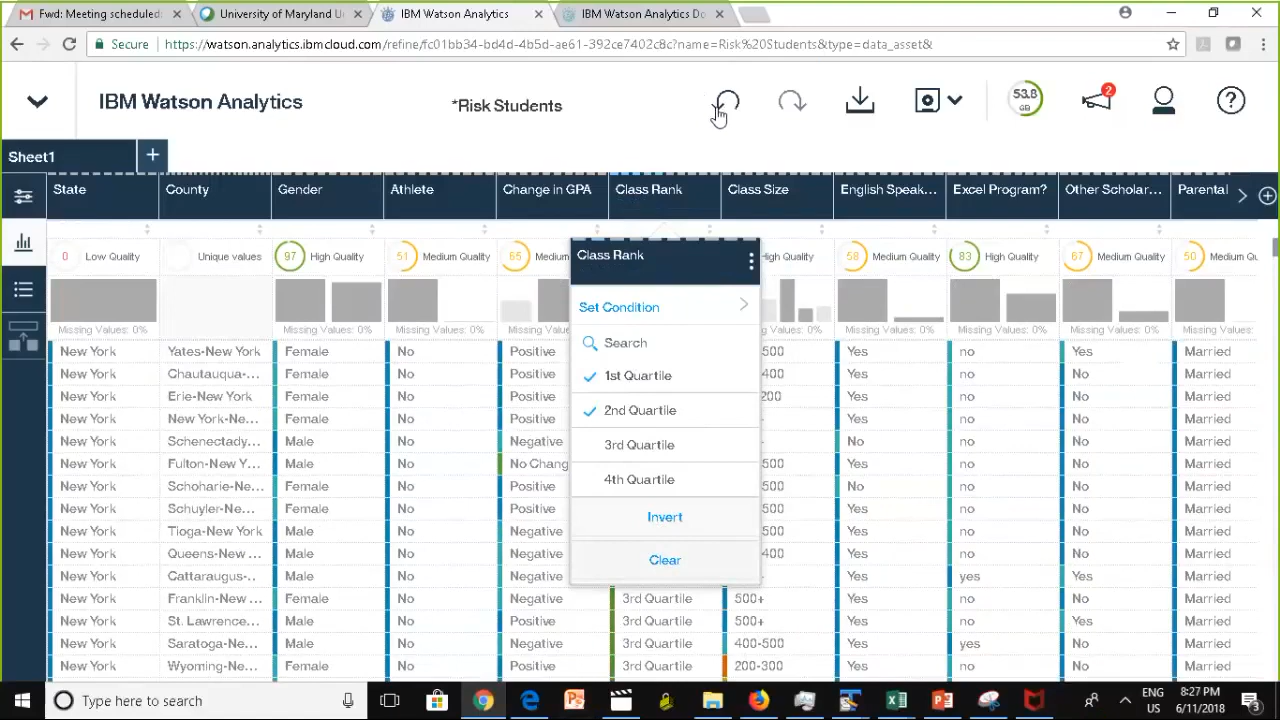 Fwd: Meeting scheduled: University of Maryland U IBM Watson Analytics IBM Watson Analytics Do
Secure https://watson.analytics.ibmcloud.com/refine/fc01bb34-bd4d-4b5d-ae61-392ce7402c8c?name=Risk%20Students&type=data_asset&
IBM Watson Analytics *Risk Students 53.8 GB 2
Sheet1 +
State County Gender Athlete Change in GPA Class Rank Class Size English Speak... Excel Program? Other Scholar... Parental
0 Low Quality Unique values 97 High Quality 51 Medium Quality 65 Medium Class Rank High Quality 58 Medium Quality 83 High Quality 67 Medium Quality 50 Medium Qu
Set Condition
Missing Values: 0% Missing Values: 0% Missing Values: 0% Missing Values: 0% Missing Values: 0% Missing Values: 0% Missing Values: 0%
Search
New York Yates-New York Female No Positive -500 Yes no Yes Married
New York Chautauqua-... Female No Positive 1st Quartile 400 Yes no No Married
New York Erie-New York Female No Positive 200 Yes no No Married
New York New York-Ne... Female No Positive 2nd Quartile Yes no No Married
New York Schenectady... Male No Negative 3rd Quartile No no No Married
New York Fulton-New Y... Male No No Chang -500 Yes no No Married
New York Schoharie-New... Female No Positive 4th Quartile 500 No no No Married
New York Schuyler-New... Female No Positive Invert 500 Yes no No Married
New York Tioga-New York Male No Negative 500 Yes no No Married
New York Queens-New ... Male No Negative Clear 400 Yes no No Married
New York Cattaraugus-.. Male No Negative Yes yes Yes Married
New York Franklin-New ... Female No Negative 3rd Quartile 500+ Yes no No Married
New York St. Lawrence... Female No Positive 3rd Quartile 500+ Yes no Yes Married
New York Saratoga-Ne... Male No Negative 3rd Quartile 400-500 Yes yes No Married
New York Wyoming-Ne... Female No Positive 3rd Quartile 200-300 Yes no No Married
Type here to search ENG 8:27 PM
US 6/11/2018 3